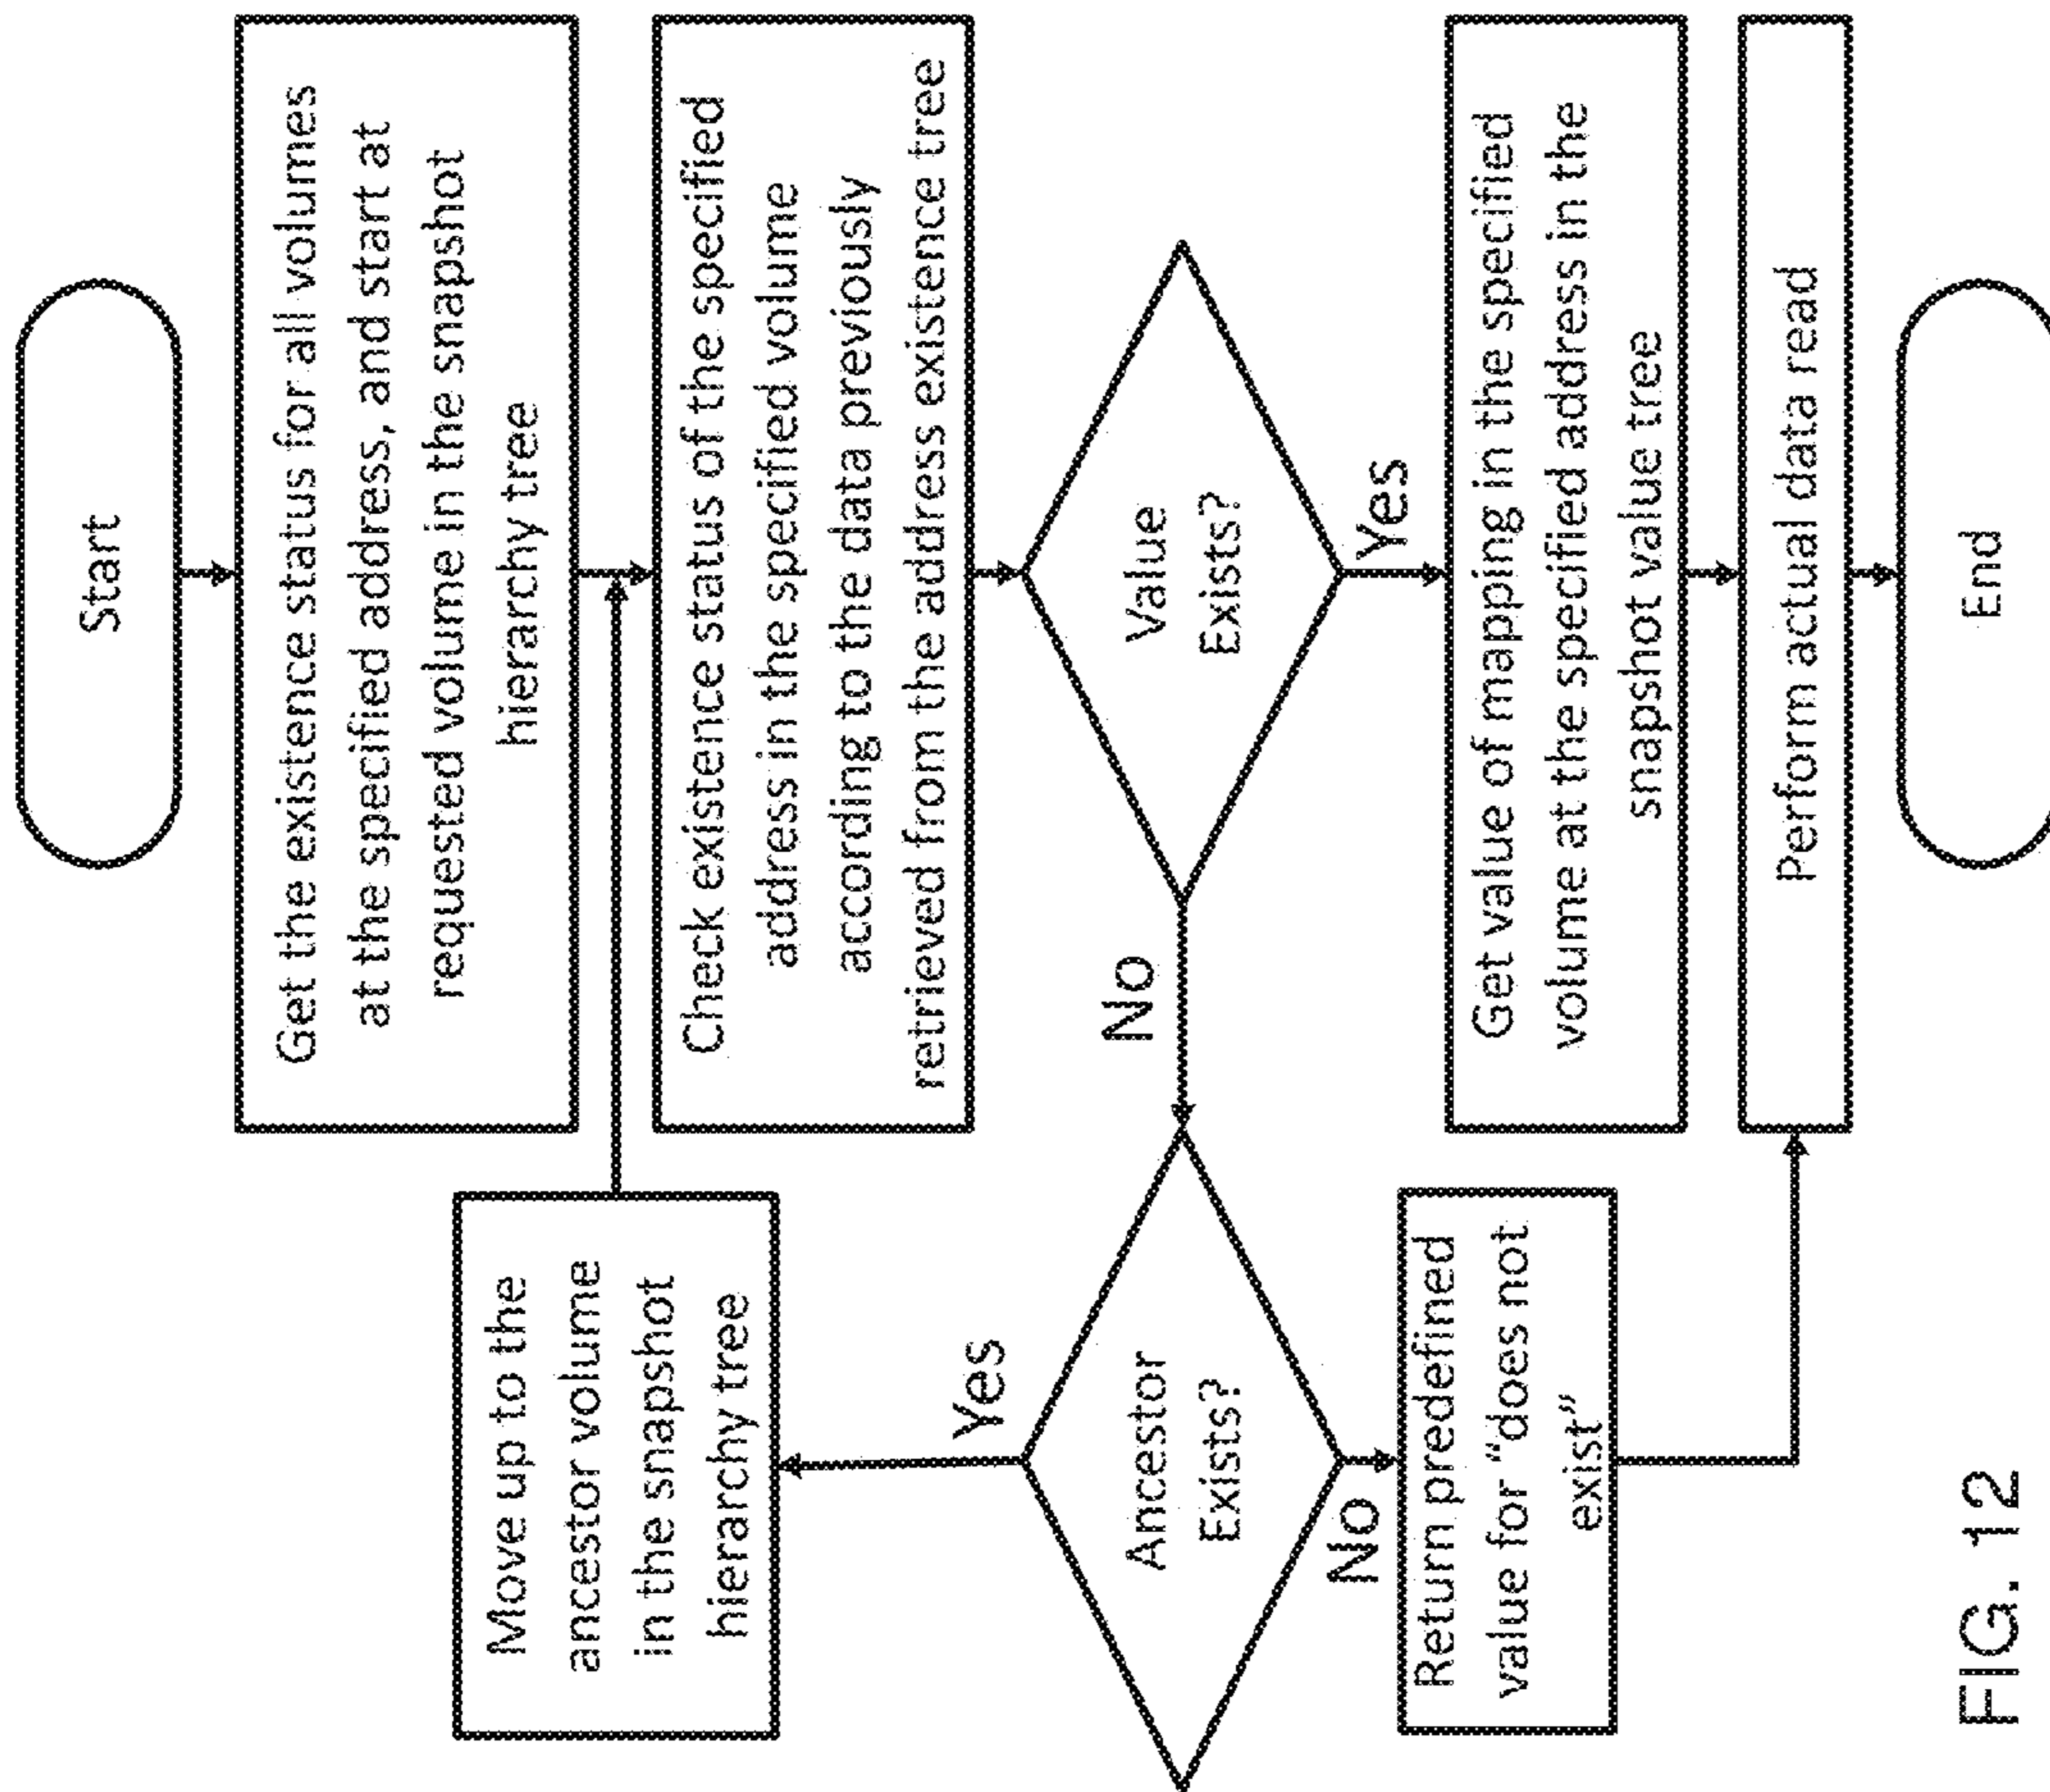 Start
Get the existence status for all volumes
at the specified address, and start at
requested volume in the snapshot
hierarchy tree
Move up to the
ancestor volume
in the snapshot
hierarchy tree
Check existence status of the specified
address in the specified volume
according to the data previously
retrieved from the address existence tree
Yes
No
Ancestor
Exists?
Value
Exists?
No
Yes
Return predefined
value for “does not
exist”
Get value of mapping in the specified
volume at the specified address in the
snapshot value tree
Perform actual data read
End
FIG. 12